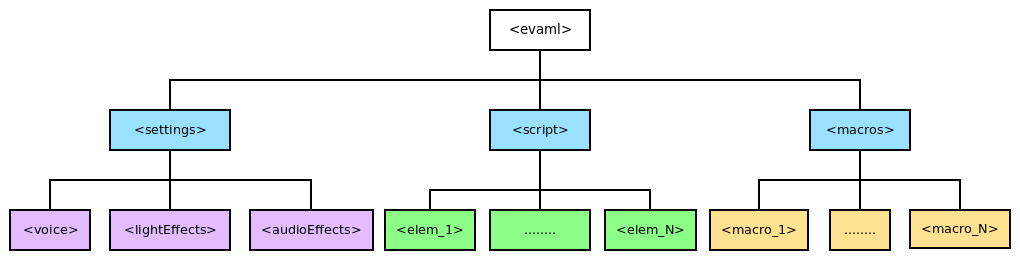 <evaml>
<settings> <script> <macros>
<voice> <lightEffects> <audioEffects> <elem_1> ........ <elem_N> <macro_1> ........ <macro_N>